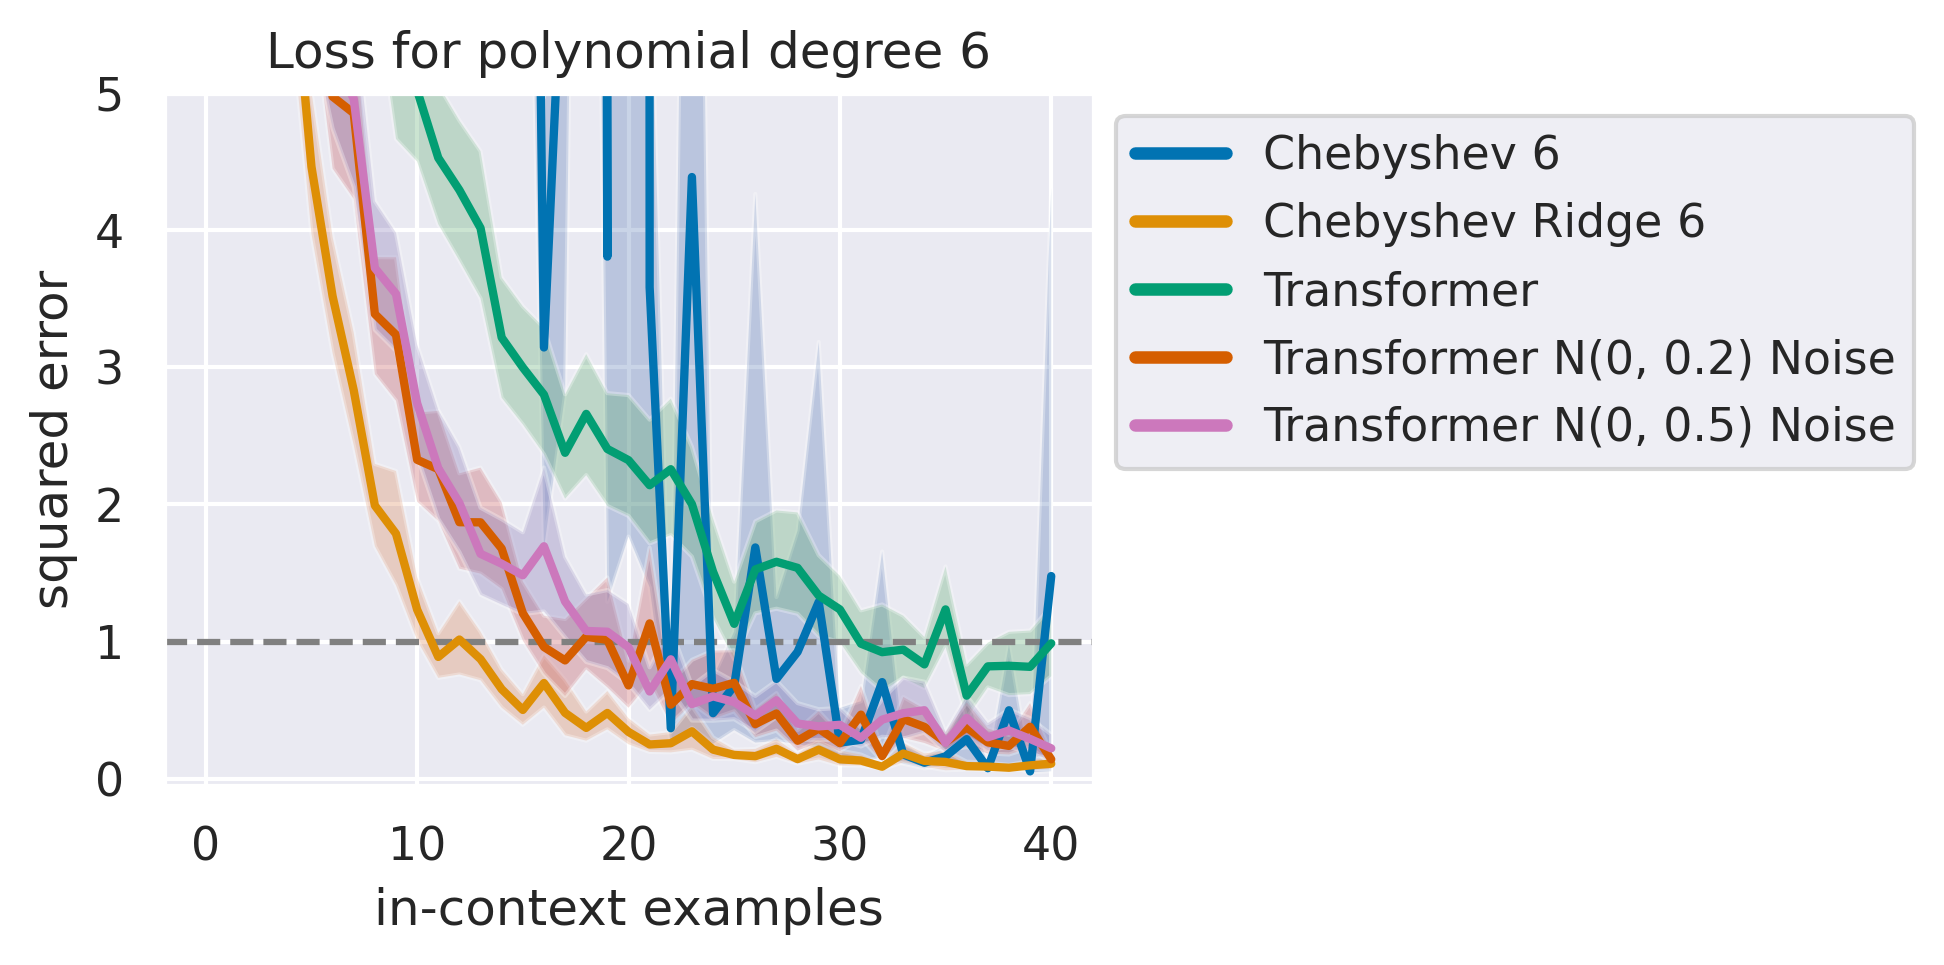 Loss for polynomial degree 6
5
4
3
2
1
0
squared error
0 10 20 30 40
in-context examples
Chebyshev 6
Chebyshev Ridge 6
Transformer
Transformer N(0, 0.2) Noise
Transformer N(0, 0.5) Noise